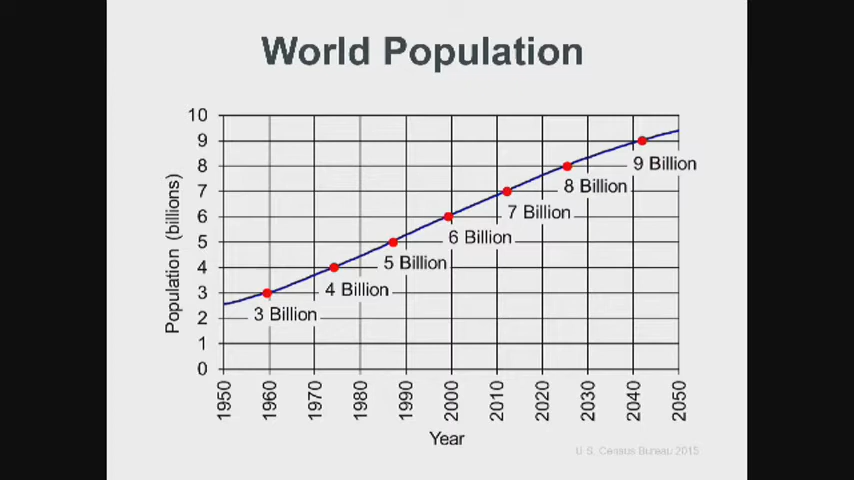 World Population
10
9
9 Billion
8
8 Billion
7
7 Billion
6
6 Billion
5
5 Billion
4
4 Billion
3
3 Billion
2
1
0
Population (billions)
1950 1960 1970 1980 1990 2000 2010 2020 2030 2040 2050
Year
U.S. Census Bureau 2015